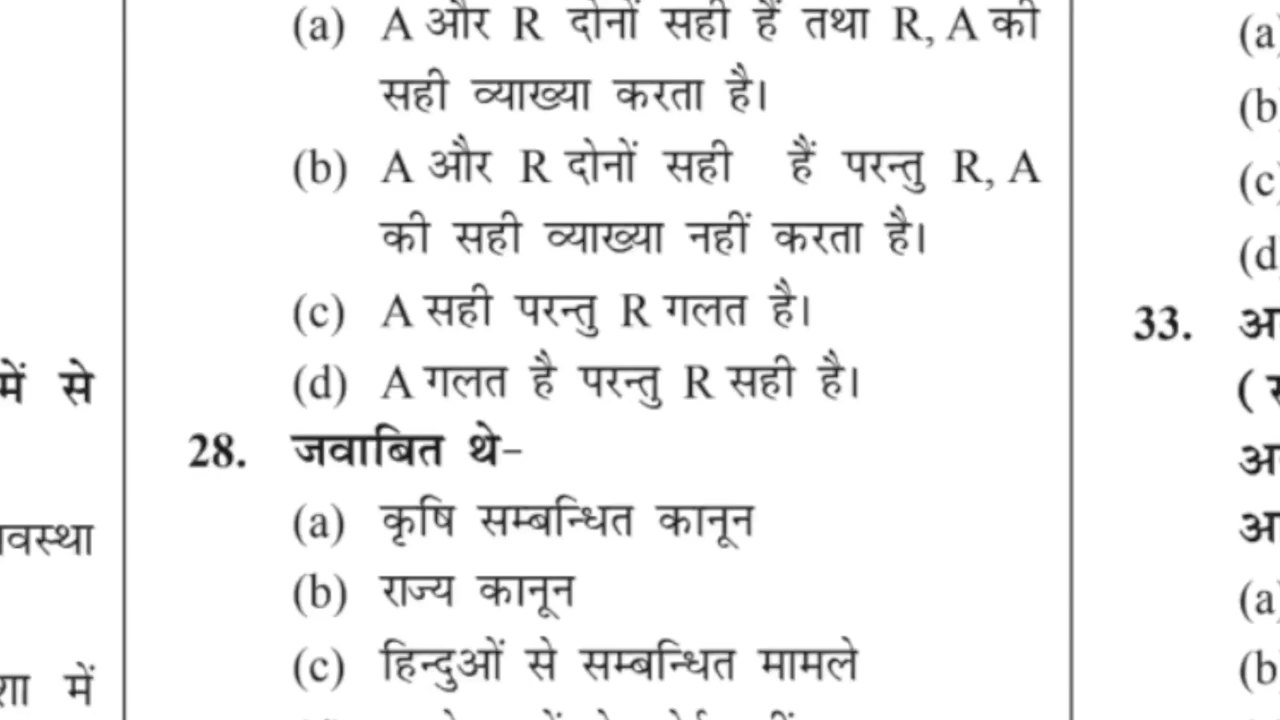 (a) A और R दोनों सही हैं तथा R, A की
सही व्याख्या करता है।
(b) A और R दोनों सही हैं परन्तु R, A
की सही व्याख्या नहीं करता है।
(c) A सही परन्तु R गलत है।
(d) A गलत है परन्तु R सही है।
28. जवाबित थे-
(a) कृषि सम्बन्धित कानून
(b) राज्य कानून
(c) हिन्दुओं से सम्बन्धित मामले
में से
में
(a)
(b)
(c)
(d)
33.
(a)
(b)